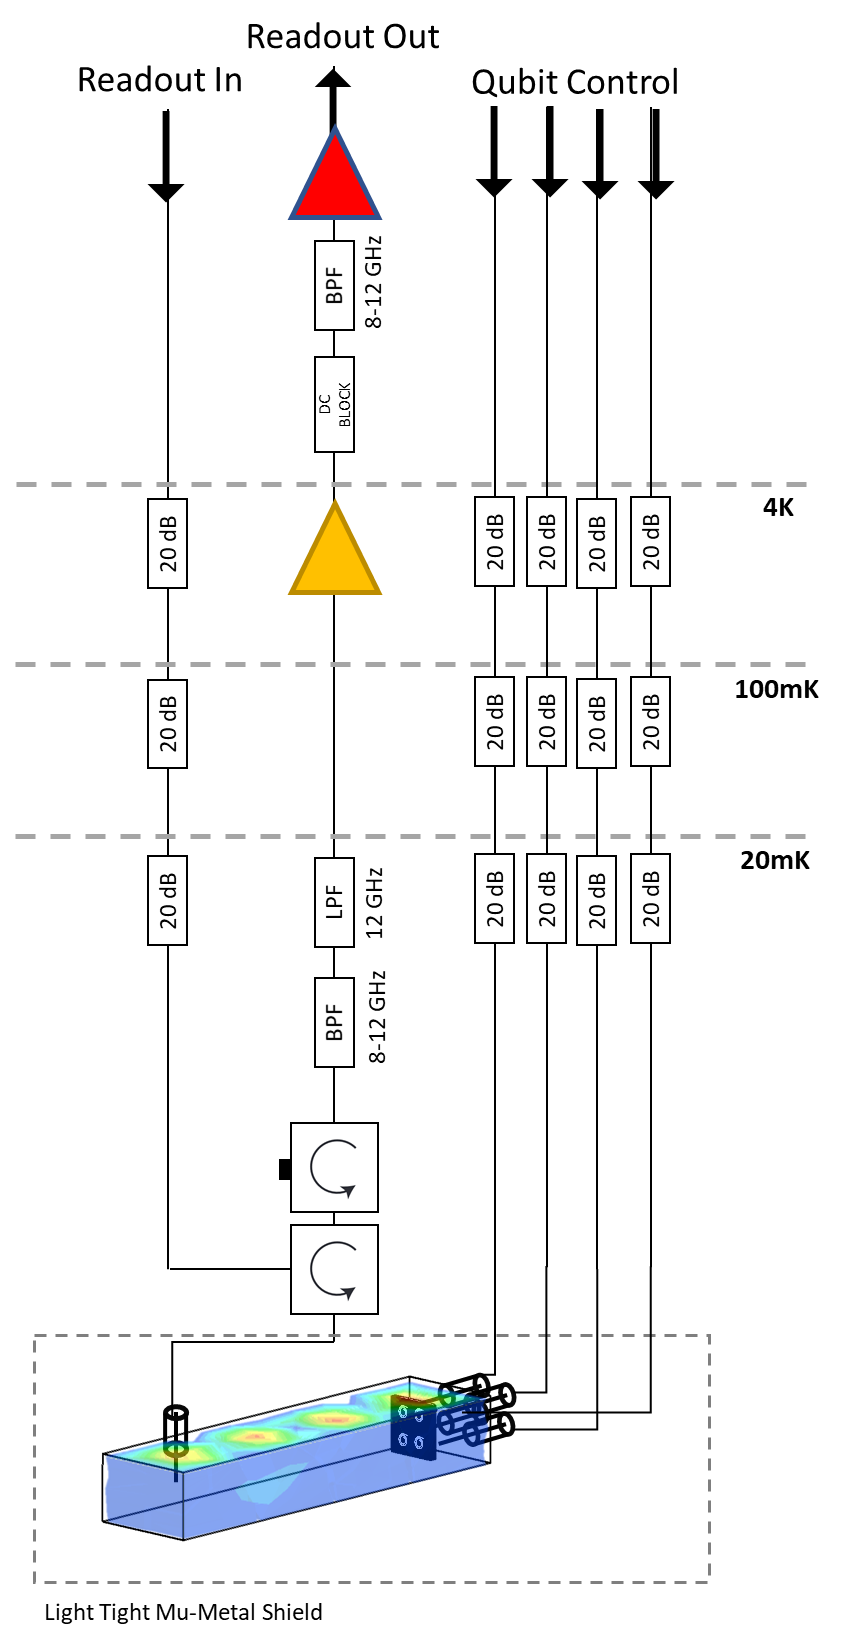 Readout Out
Readout In
Qubit Control
BPF
8-12 GHz
DC
BLOCK
4K
20 dB
20 dB
20 dB
20 dB
20 dB
100mK
20 dB
20 dB
20 dB
20 dB
20 dB
20mK
20 dB
LPF
12 GHz
20 dB
20 dB
20 dB
20 dB
BPF
8-12 GHz
Light Tight Mu-Metal Shield